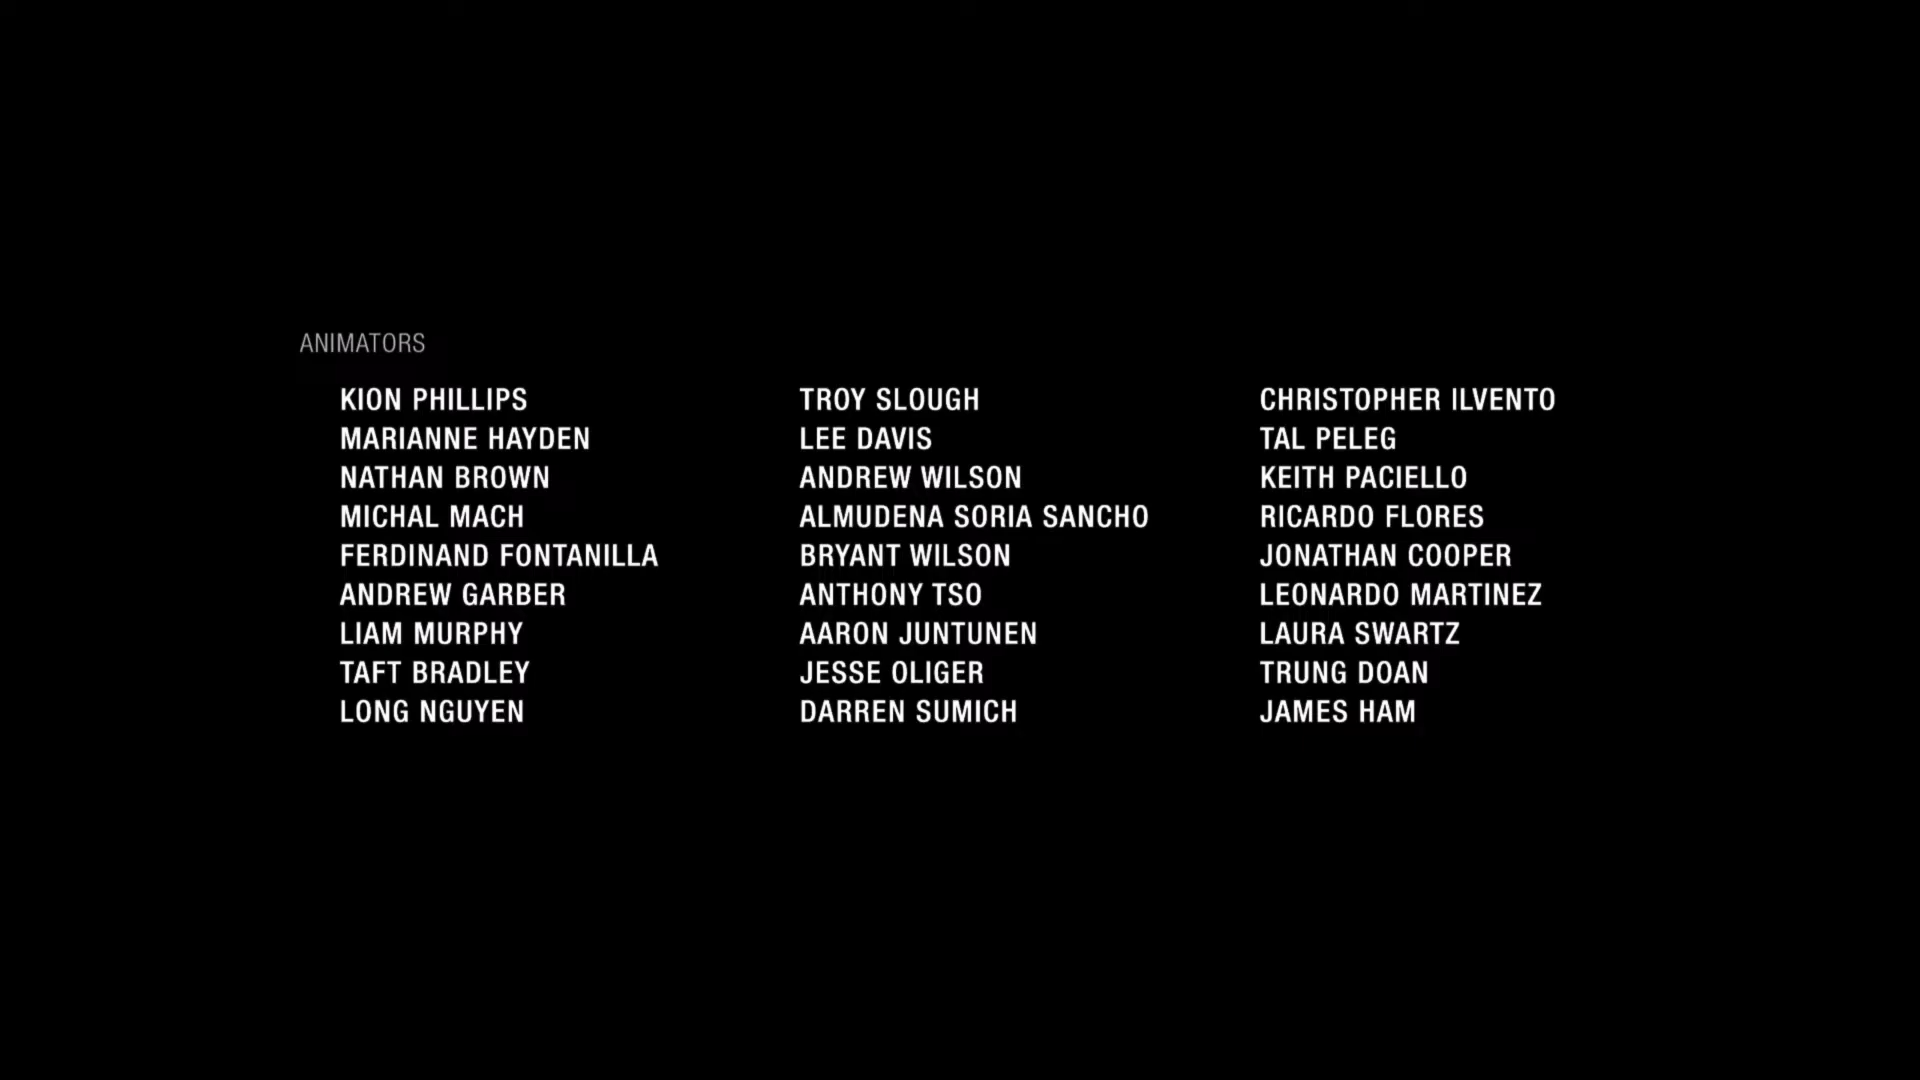 ANIMATORS
KION PHILLIPS
MARIANNE HAYDEN
NATHAN BROWN
MICHAL MACH
FERDINAND FONTANILLA
ANDREW GARBER
LIAM MURPHY
TAFT BRADLEY
LONG NGUYEN
TROY SLOUGH
LEE DAVIS
ANDREW WILSON
ALMUDENA SORIA SANCHO
BRYANT WILSON
ANTHONY TSO
AARON JUNTUNEN
JESSE OLIGER
DARREN SUMICH
CHRISTOPHER ILVENTO
TAL PELEG
KEITH PACIELLO
RICARDO FLORES
JONATHAN COOPER
LEONARDO MARTINEZ
LAURA SWARTZ
TRUNG DOAN
JAMES HAM